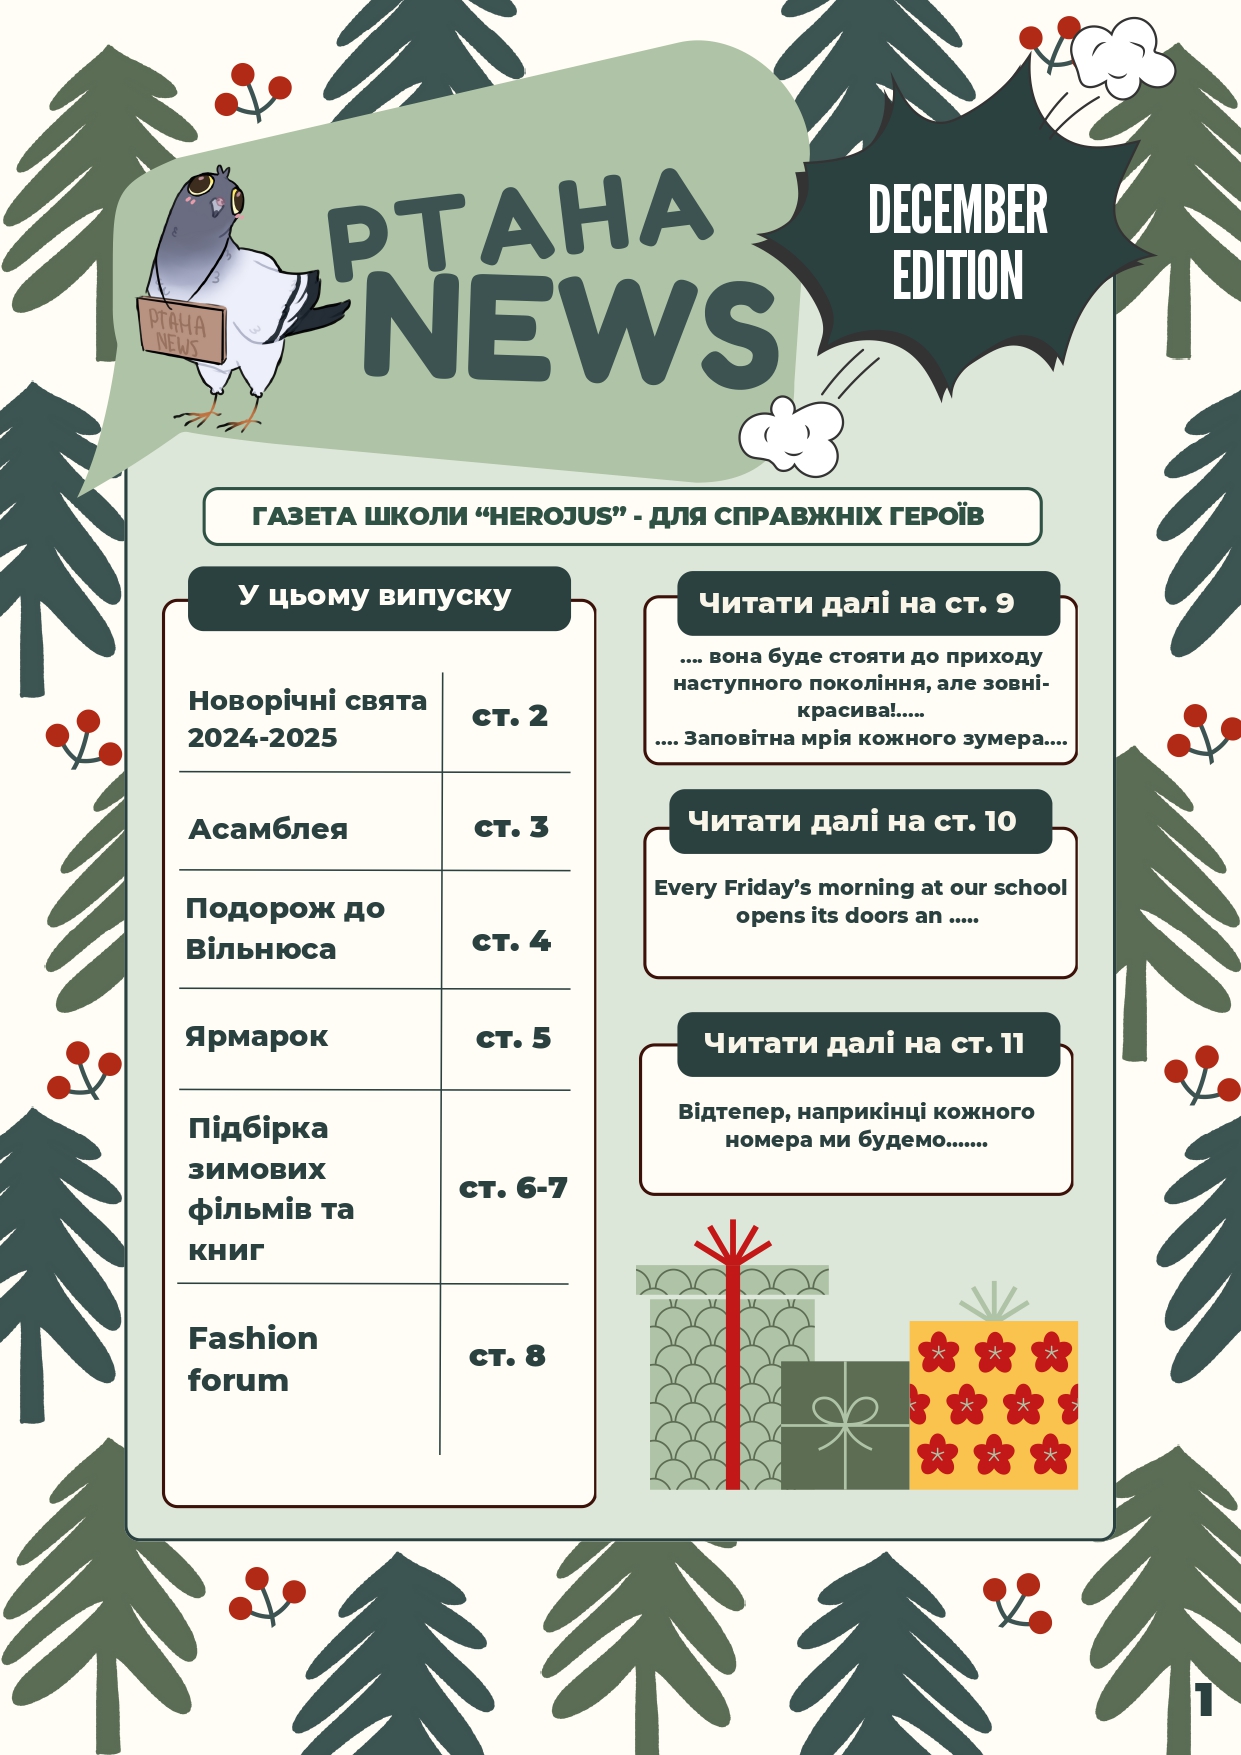 PTAHA
NEWS
PTAHA
NEWS
DECEMBER
EDITION
ГАЗЕТА ШКОЛИ “HEROJUS” - ДЛЯ СПРАВЖНІХ ГЕРОЇВ
У цьому випуску
Новорічні свята
2024-2025
ст. 2
Асамблея
ст. 3
Подорож до
Вільнюса
ст. 4
Ярмарок
ст. 5
Підбірка
зимових
фільмів та
книг
ст. 6-7
Fashion
forum
ст. 8
Читати далі на ст. 9
.... вона буде стояти до приходу
наступного покоління, але зовні-
красива!.....
.... Заповітна мрія кожного зумера....
Читати далі на ст. 10
Every Friday’s morning at our school
opens its doors an .....
Читати далі на ст. 11
Відтепер, наприкінці кожного
номера ми будемо.......
1